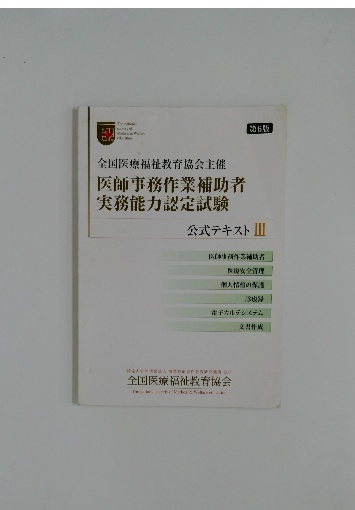 第6版
全国医療福祉教育協会主催
医師事務作業補助者
実務能力認定試験
公式テキスト Ⅲ
医師事務作業補助者
医療安全管理
個人情報の保護
診療録
電子カルテシステム
文書作成
全国医療福祉教育協会